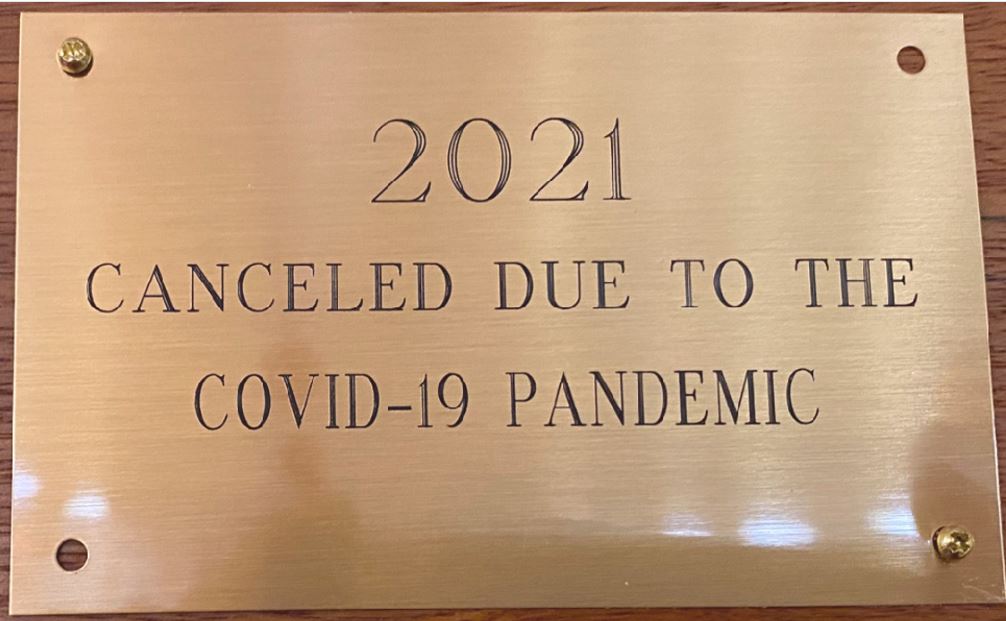 2021
CANCELED DUE TO THE
COVID-19 PANDEMIC